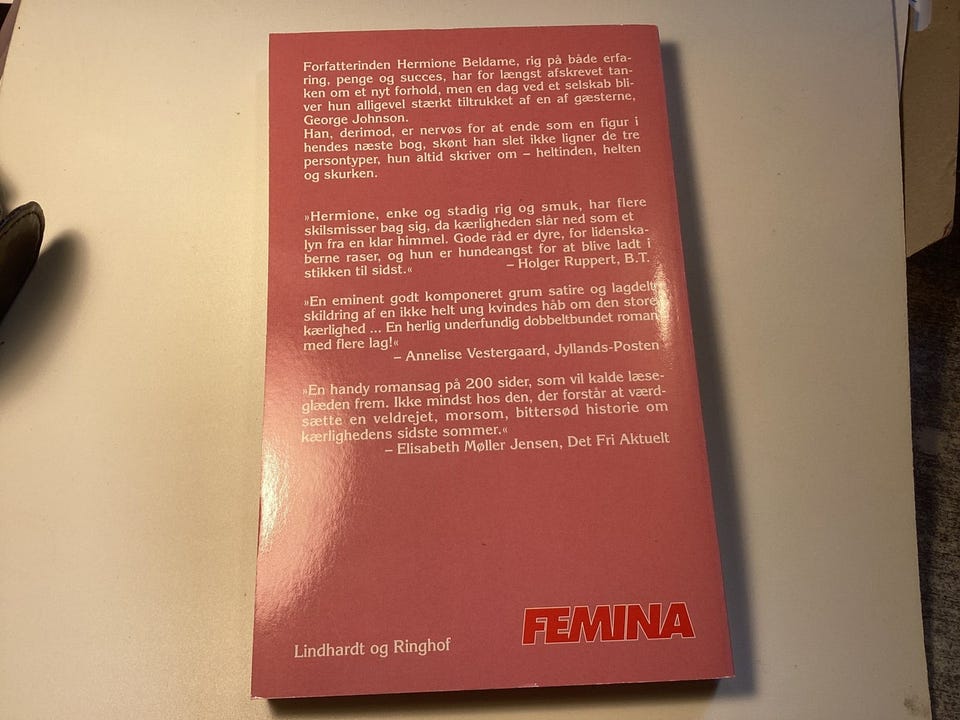 Forfatterinden Hermione Beldame, rig på både erfa-
ring, penge og succes, har for længst afskrevet tan-
ken om et nyt forhold, men en dag ved et selskab bli-
ver hun alligevel stærkt tiltrukket af en af gæsterne,
George Johnson.
Han, derimod, er nervøs for at ende som en figur i
hendes næste bog, skønt han slet ikke ligner de tre
persontyper, hun altid skriver om – heltinden, helten
og skurken.
»Hermione, enke og stadig rig og smuk, har flere
skilsmisser bag sig, da kærligheden slår ned som et
lyn fra en klar himmel. Gode råd er dyre, for lidenska-
berne raser, og hun er hundeangst for at blive ladt i
stikken til sidst.« – Holger Ruppert, B.T.
»En eminent godt komponeret grum satire og lagdelt
skildring af en ikke helt ung kvindes håb om den store
kærlighed ... En herlig underfundig dobbeltbundet roman
med flere lag!«
– Annelise Vestergaard, Jyllands-Posten
»En handy romansag på 200 sider, som vil kalde læse-
glæden frem. Ikke mindst hos den, der forstår at værd-
sætte en veldrejet, morsom, bittersød historie om
kærlighedens sidste sommer.«
– Elisabeth Møller Jensen, Det Fri Aktuelt
Lindhardt og Ringhof
FEMINA